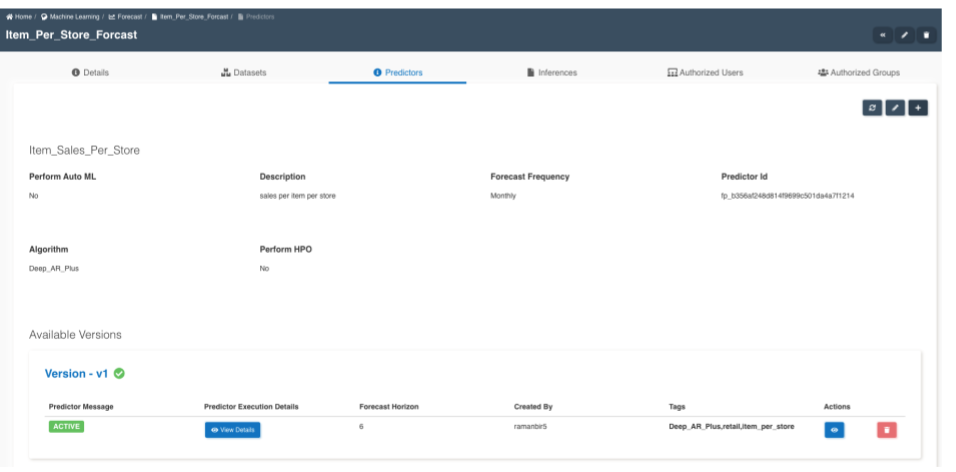 Home / Machine Learning / Forecast / Item_Per_Store_Forcast / Predictors
Item_Per_Store_Forcast
Details Datasets Predictors Inferences Authorized Users Authorized Groups
Item_Sales_Per_Store
Perform Auto ML Description Forecast Frequency Predictor Id
No sales per item per store Monthly fp_b356af248d814f9699c501da4a7f1214
Algorithm Perform HPO
Deep_AR_Plus No
Available Versions
Version - v1
Predictor Message Predictor Execution Details Forecast Horizon Created By Tags Actions
ACTIVE View Details 6 ramanbir5 Deep_AR_Plus,retail,item_per_store